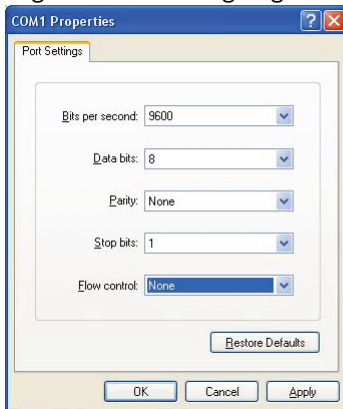 COM1 Properties
Port Settings
Bits per second: 9600
Data bits: 8
Parity: None
Stop bits: 1
Flow control: None
Restore Defaults
OK Cancel Apply